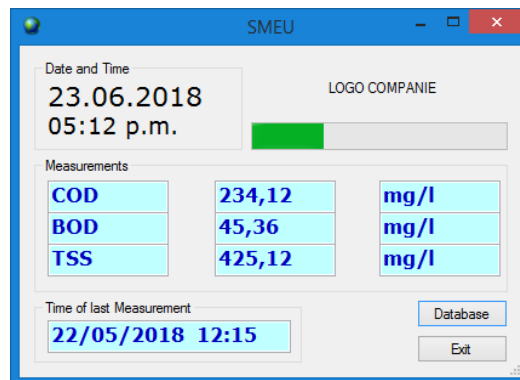 SMEU
Date and Time
23.06.2018
05:12 p.m.
LOGO COMPANIE
Measurements
COD 234,12 mg/l
BOD 45,36 mg/l
TSS 425,12 mg/l
Time of last Measurement
22/05/2018 12:15
Database
Exit